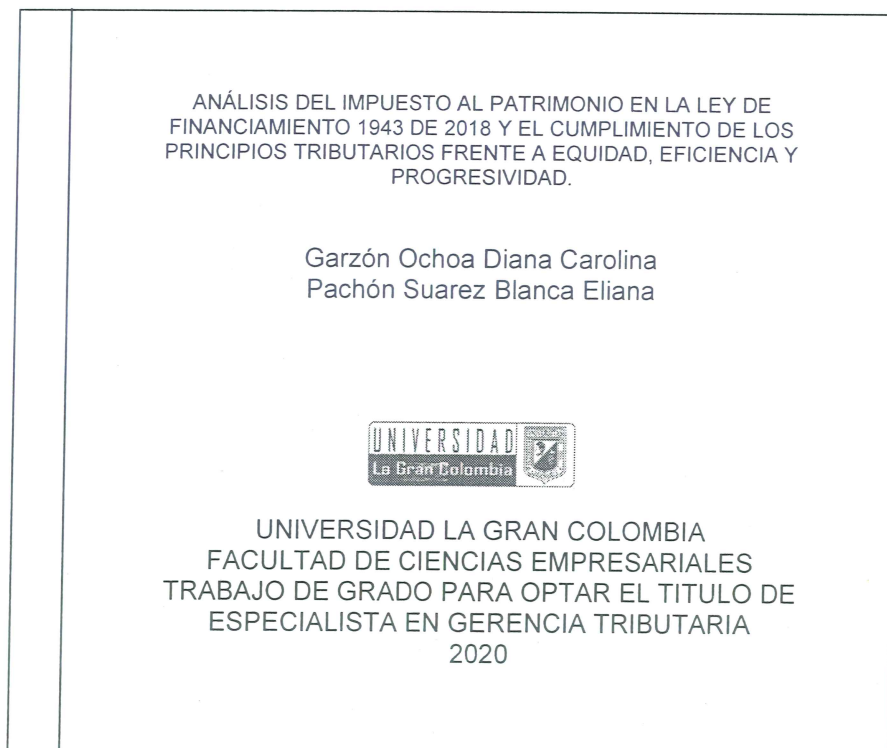 ANÁLISIS DEL IMPUESTO AL PATRIMONIO EN LA LEY DE
FINANCIAMIENTO 1943 DE 2018 Y EL CUMPLIMIENTO DE LOS
PRINCIPIOS TRIBUTARIOS FRENTE A EQUIDAD, EFICIENCIA Y
PROGRESIVIDAD.
Garzón Ochoa Diana Carolina
Pachón Suarez Blanca Eliana
UNIVERSIDAD
La Gran Colombia
UNIVERSIDAD LA GRAN COLOMBIA
FACULTAD DE CIENCIAS EMPRESARIALES
TRABAJO DE GRADO PARA OPTAR EL TITULO DE
ESPECIALISTA EN GERENCIA TRIBUTARIA
2020